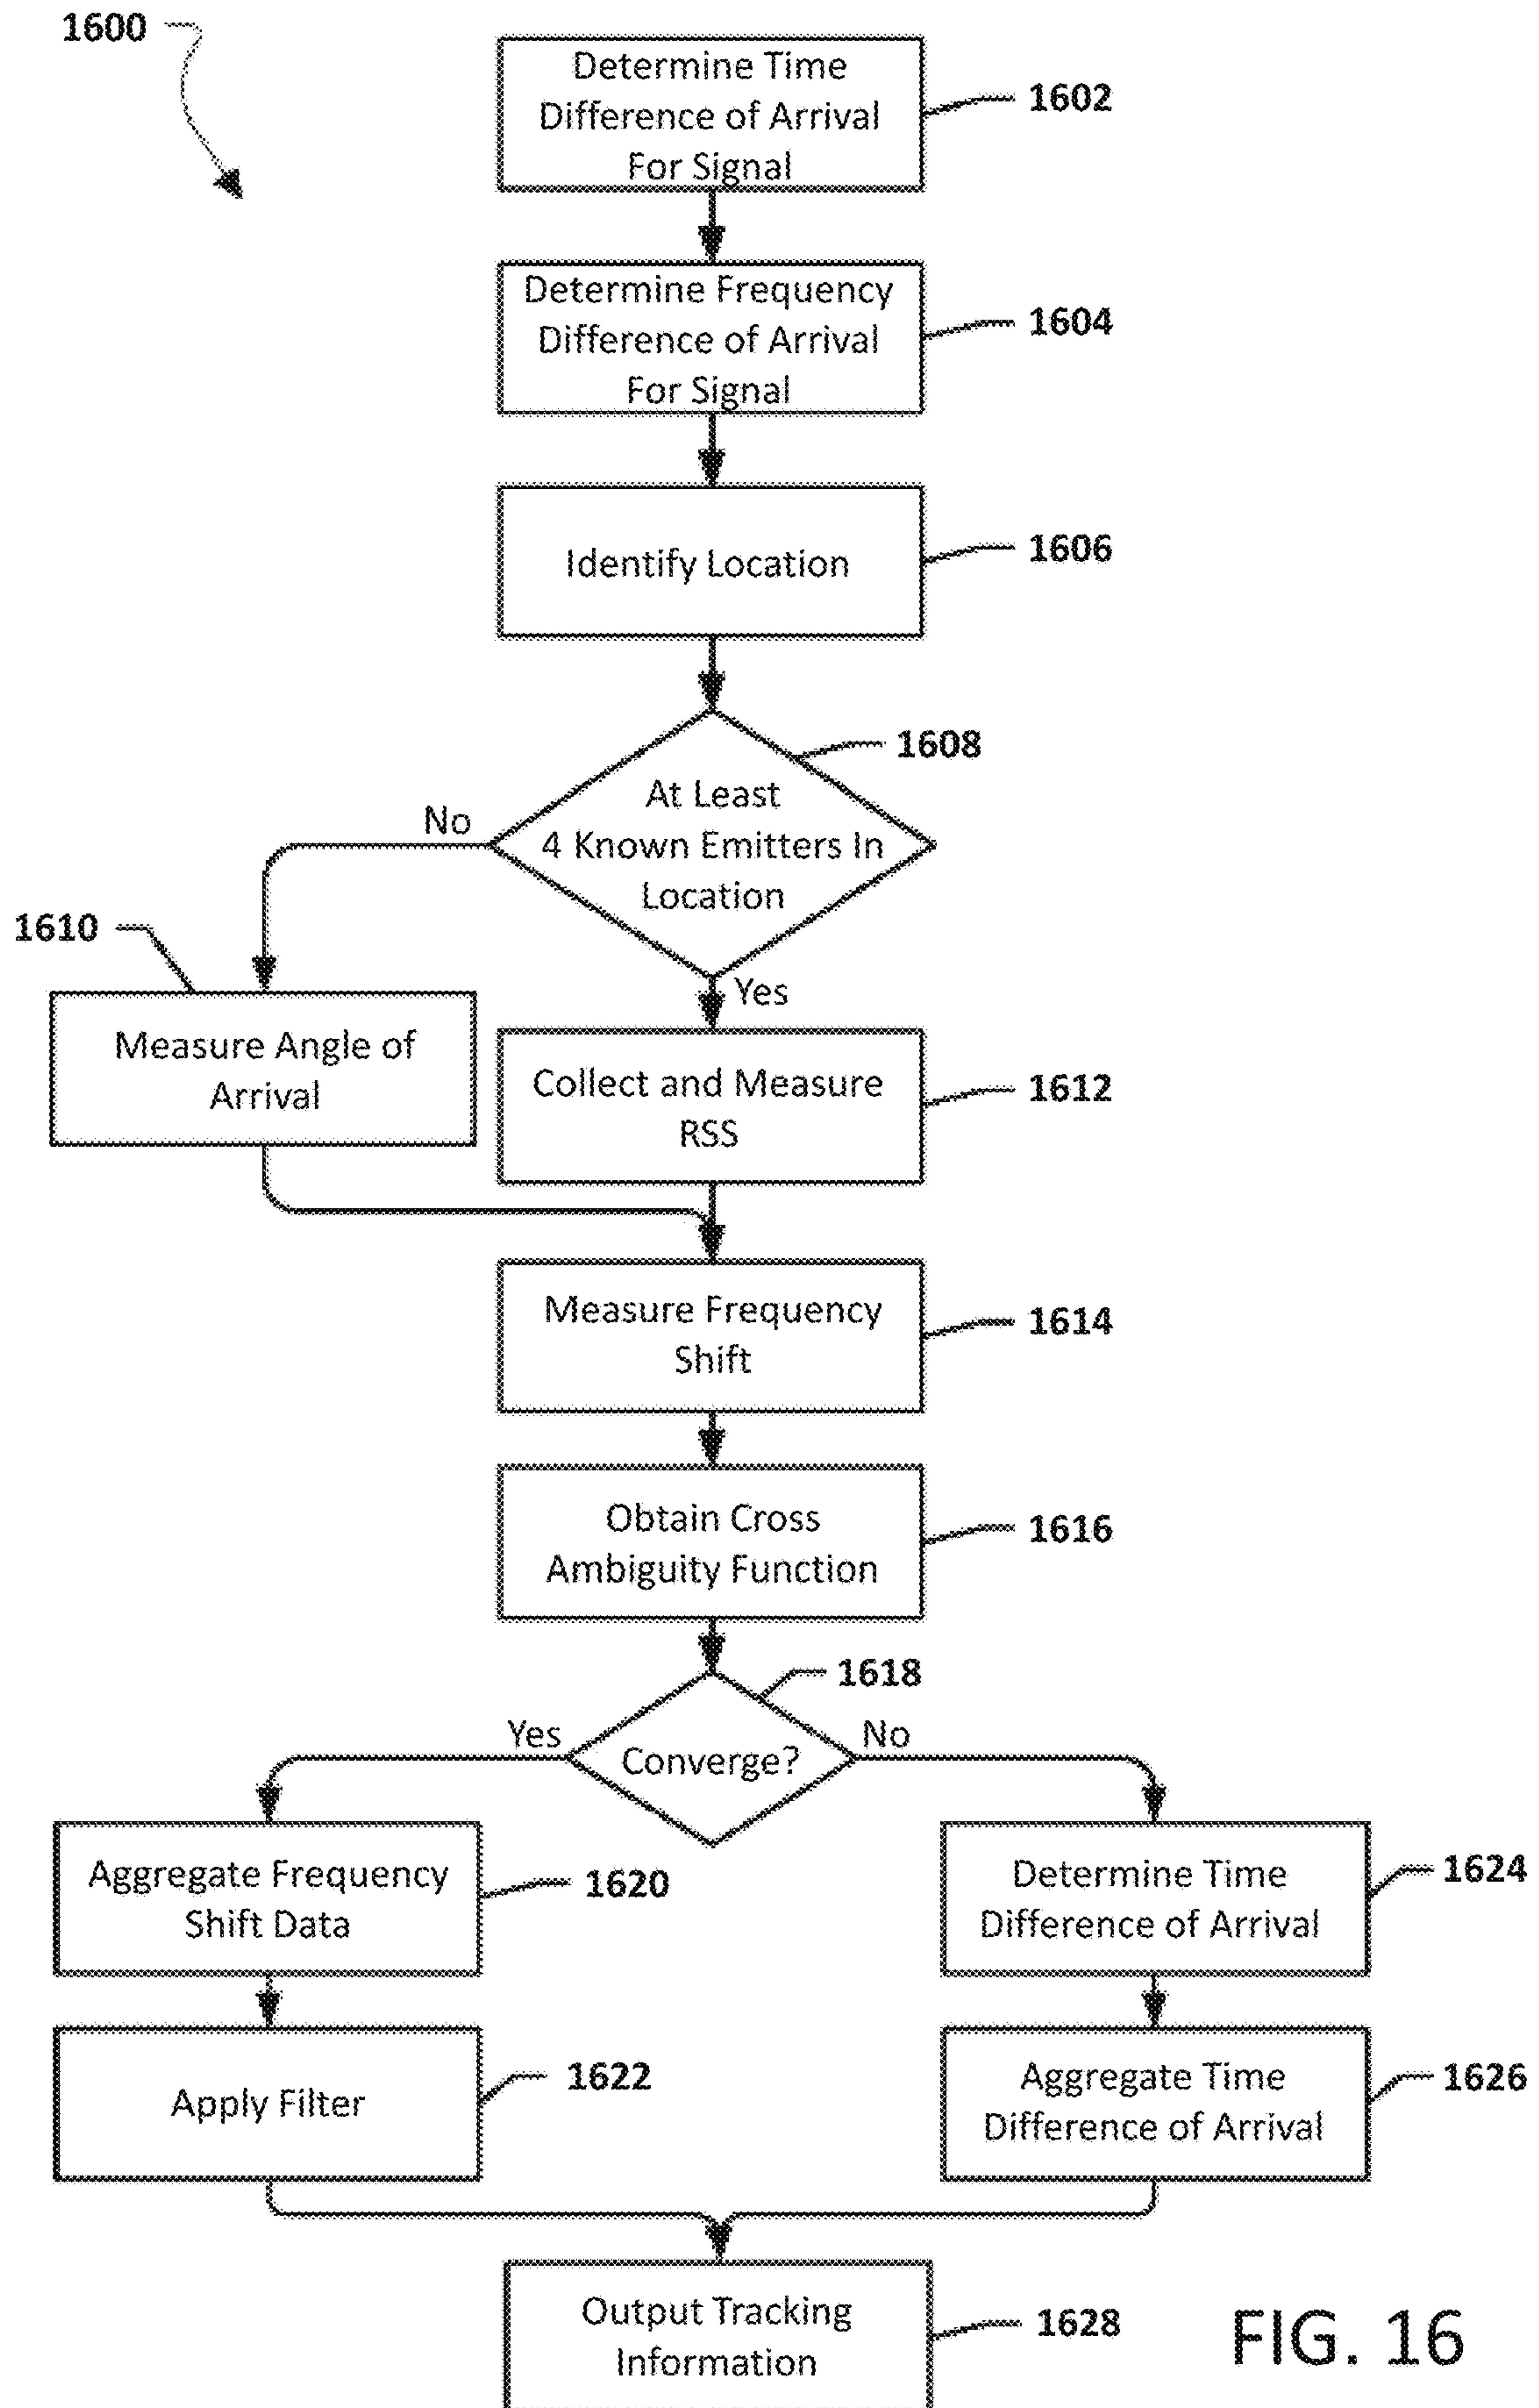 1600
Determine Time
Difference of Arrival
For Signal
1602
Determine Frequency
Difference of Arrival
For Signal
1604
Identify Location
1606
1608
At Least
4 Known Emitters In
Location
No
Yes
1610
Measure Angle of
Arrival
Collect and Measure
RSS
1612
Measure Frequency
Shift
1614
Obtain Cross
Ambiguity Function
1616
1618
Converge?
Yes
No
Aggregate Frequency
Shift Data
1620
Determine Time
Difference of Arrival
1624
Apply Filter
1622
Aggregate Time
Difference of Arrival
1626
Output Tracking
Information
1628
FIG. 16